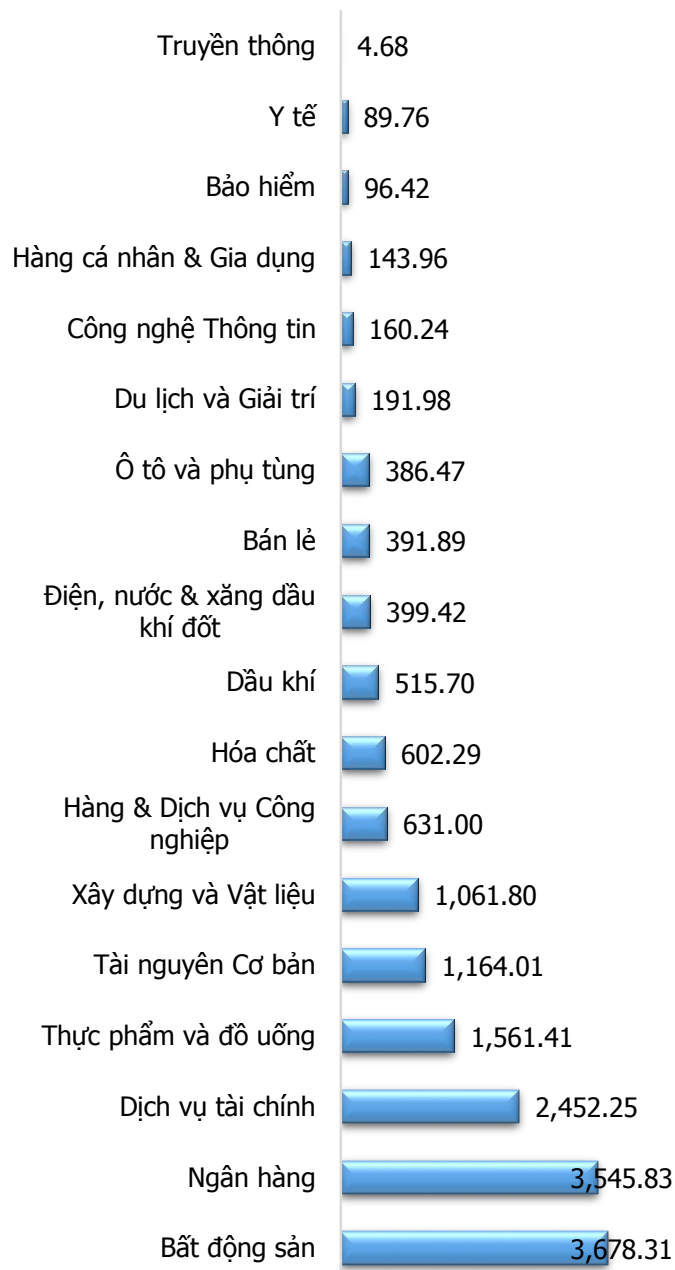 Truyền thông 4.68
Y tế 89.76
Bảo hiểm 96.42
Hàng cá nhân & Gia dụng 143.96
Công nghệ Thông tin 160.24
Du lịch và Giải trí 191.98
Ô tô và phụ tùng 386.47
Bán lẻ 391.89
Điện, nước & xăng dầu
khí đốt 399.42
Dầu khí 515.70
Hóa chất 602.29
Hàng & Dịch vụ Công
nghiệp 631.00
Xây dựng và Vật liệu 1,061.80
Tài nguyên Cơ bản 1,164.01
Thực phẩm và đồ uống 1,561.41
Dịch vụ tài chính 2,452.25
Ngân hàng 3,545.83
Bất động sản 3,678.31